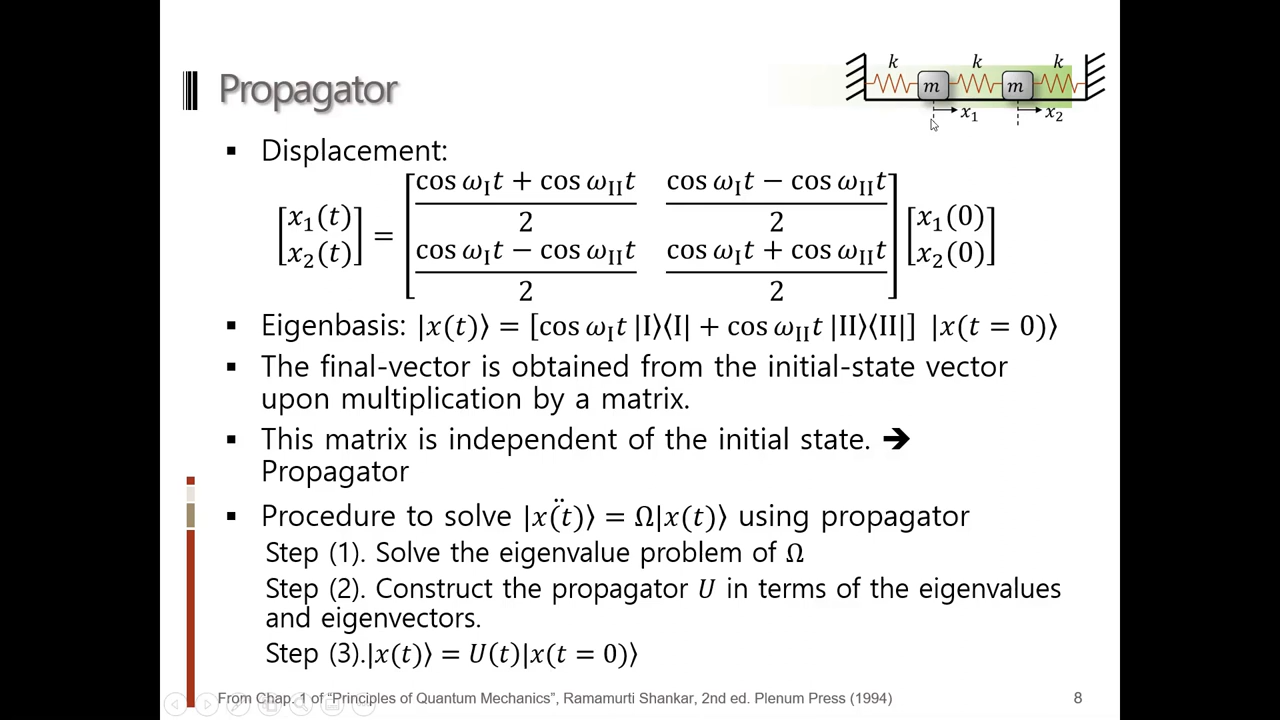 Propagator
k k k
m m
x₁ x₂
▪ Displacement:
[x₁(t) x₂(t)] = [(cos ω_I t + cos ω_II t)/2 (cos ω_I t − cos ω_II t)/2 (cos ω_I t − cos ω_II t)/2 (cos ω_I t + cos ω_II t)/2] [x₁(0) x₂(0)]
▪ Eigenbasis: |x(t)⟩ = [cos ω_I t |I⟩⟨I| + cos ω_II t |II⟩⟨II|] |x(t = 0)⟩
▪ The final-vector is obtained from the initial-state vector
upon multiplication by a matrix.
▪ This matrix is independent of the initial state. ➔
Propagator
▪ Procedure to solve |ẍ(t)⟩ = Ω|x(t)⟩ using propagator
Step (1). Solve the eigenvalue problem of Ω
Step (2). Construct the propagator U in terms of the eigenvalues
and eigenvectors.
Step (3).|x(t)⟩ = U(t)|x(t = 0)⟩
From Chap. 1 of “Principles of Quantum Mechanics”, Ramamurti Shankar, 2nd ed. Plenum Press (1994)
8